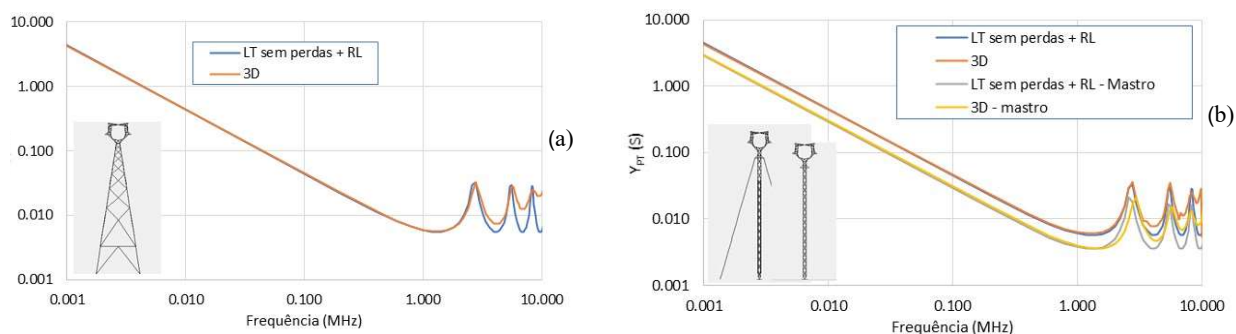 10.000
1.000
0.100
0.010
0.001
LT sem perdas + RL
3D
(a)
0.001
0.010
0.100
1.000
10.000
Frequência (MHz)
10.000
1.000
0.100
0.010
0.001
Y_PT (S)
LT sem perdas + RL
3D
LT sem perdas + RL - Mastro
3D - mastro
(b)
0.001
0.010
0.100
1.000
10.000
Frequência (MHz)